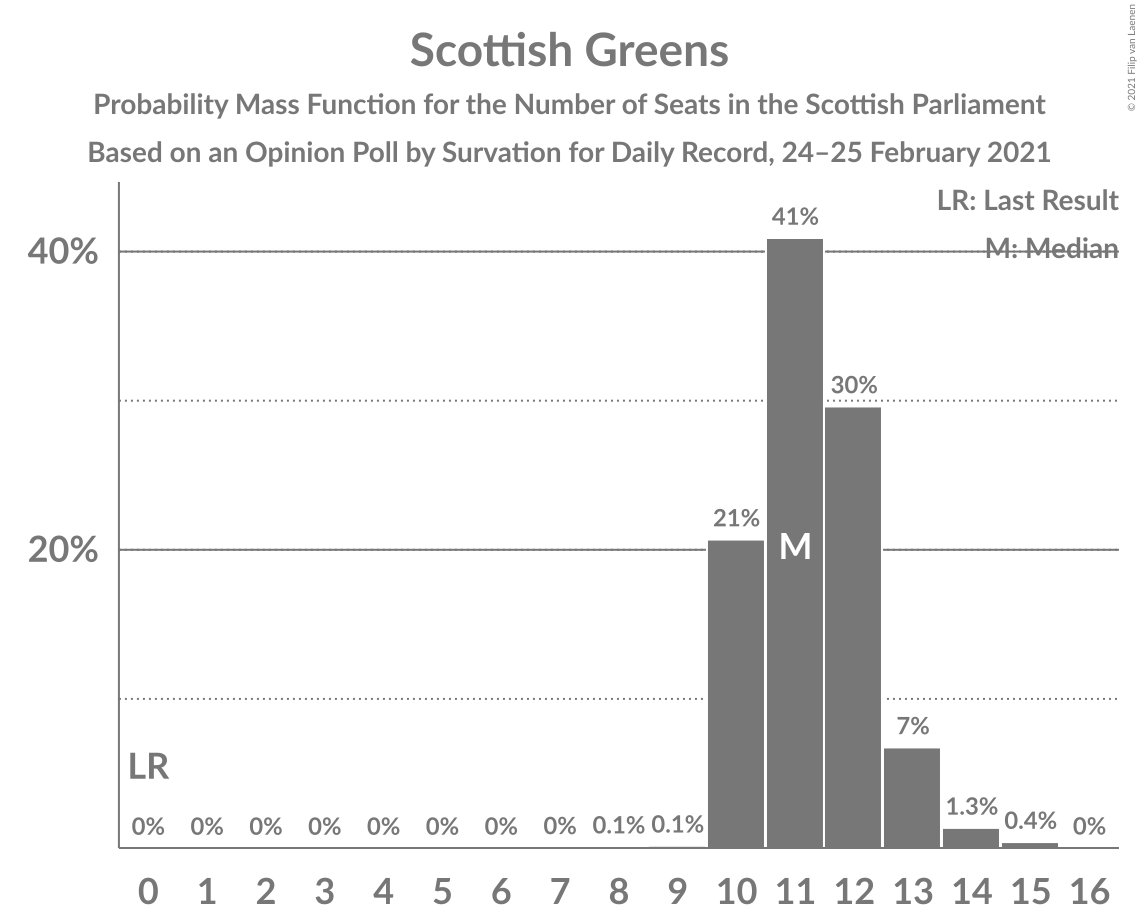 Scottish Greens
Probability Mass Function for the Number of Seats in the Scottish Parliament
Based on an Opinion Poll by Survation for Daily Record, 24–25 February 2021
© 2021 Filip van Laenen
LR: Last Result
M: Median
41%
40%
30%
21%
20%
M
7%
LR
0% 0% 0% 0% 0% 0% 0% 0% 0.1% 0.1% 1.3% 0.4% 0%
0 1 2 3 4 5 6 7 8 9 10 11 12 13 14 15 16